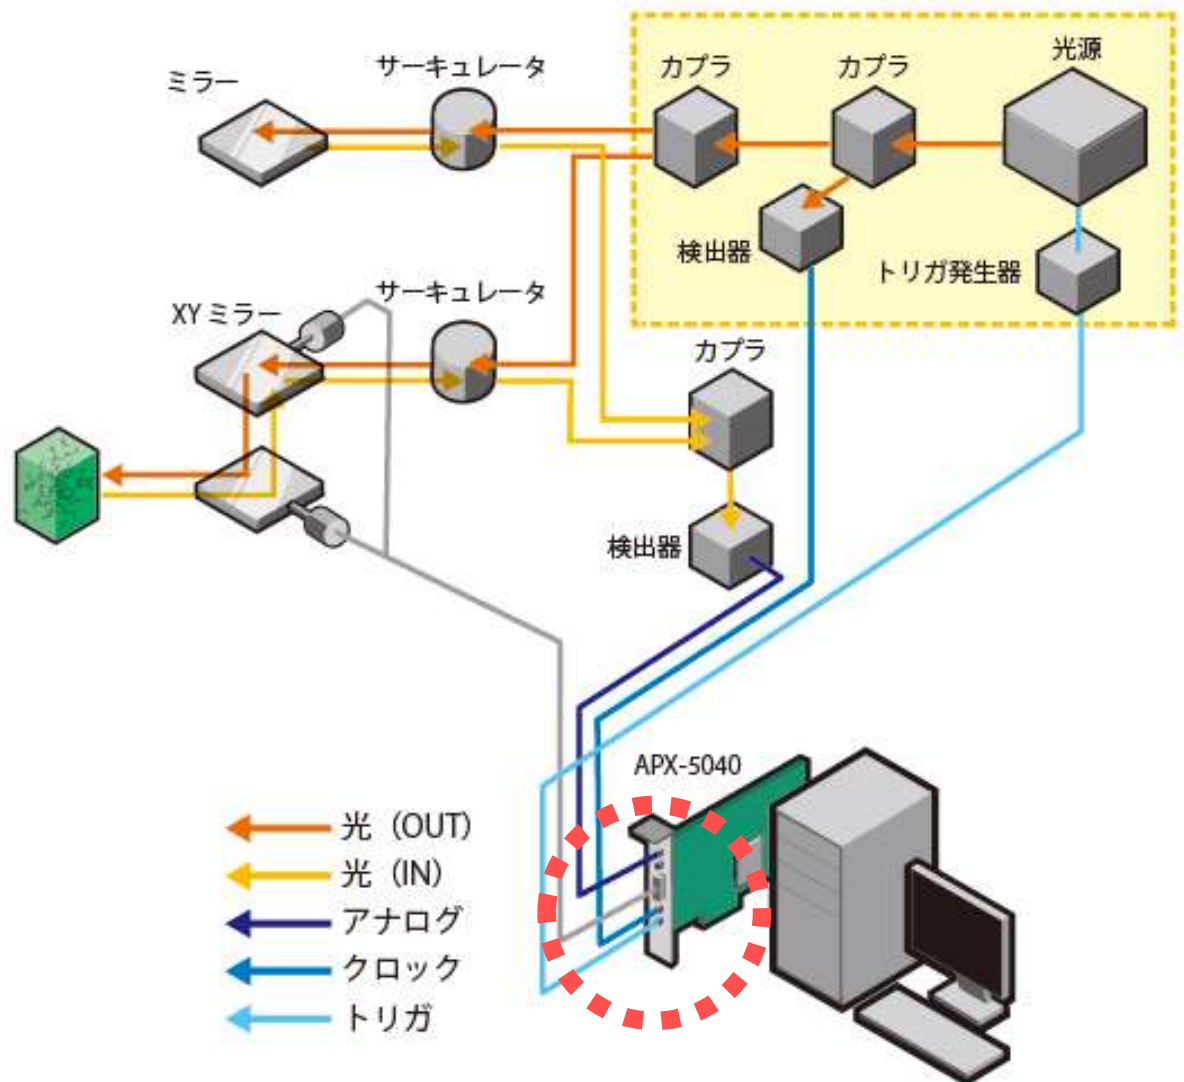 光源
カプラ
カプラ
サーキュレータ
ミラー
検出器
トリガ発生器
サーキュレータ
XYミラー
カプラ
検出器
APX-5040
光（OUT）
光（IN）
アナログ
クロック
トリガ